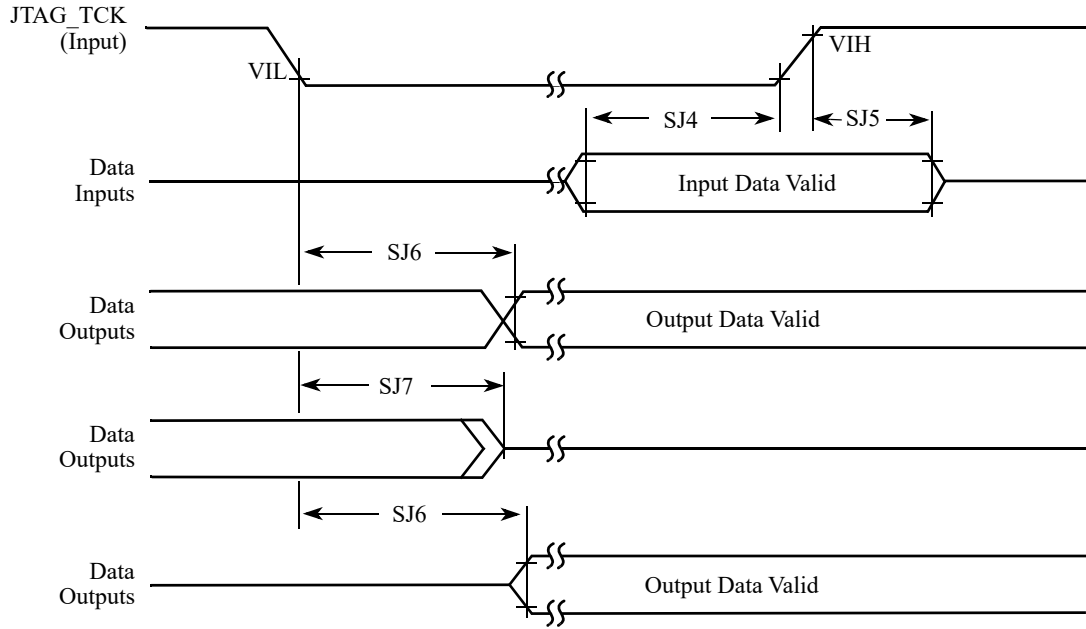 JTAG_TCK
(Input)
VIL
VIH
SJ4
SJ5
Data
Inputs
Input Data Valid
SJ6
Data
Outputs
Output Data Valid
SJ7
Data
Outputs
SJ6
Data
Outputs
Output Data Valid